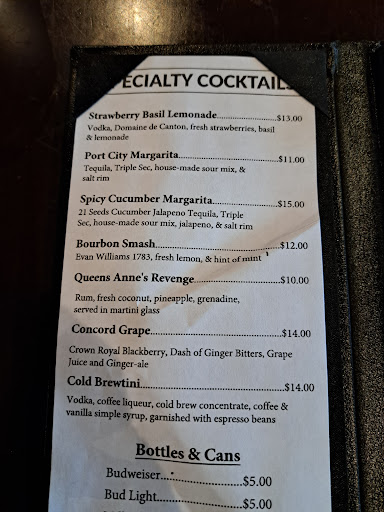 ECIALTY COCKTAILS
Strawberry Basil Lemonade..............................$13.00
Vodka, Domaine de Canton, fresh strawberries, basil
& lemonade
Port City Margarita..............................$11.00
Tequila, Triple Sec, house-made sour mix, &
salt rim
Spicy Cucumber Margarita..............................$15.00
21 Seeds Cucumber Jalapeno Tequila, Triple
Sec, house-made sour mix, jalapeno, & salt rim
Bourbon Smash..............................$12.00
Evan Williams 1783, fresh lemon, & hint of mint
Queens Anne's Revenge..............................$10.00
Rum, fresh coconut, pineapple, grenadine,
served in martini glass
Concord Grape..............................$14.00
Crown Royal Blackberry, Dash of Ginger Bitters, Grape
Juice and Ginger-ale
Cold Brewtini..............................$14.00
Vodka, coffee liqueur, cold brew concentrate, coffee &
vanilla simple syrup, garnished with espresso beans
Bottles & Cans
Budweiser..............................$5.00
Bud Light..............................$5.00